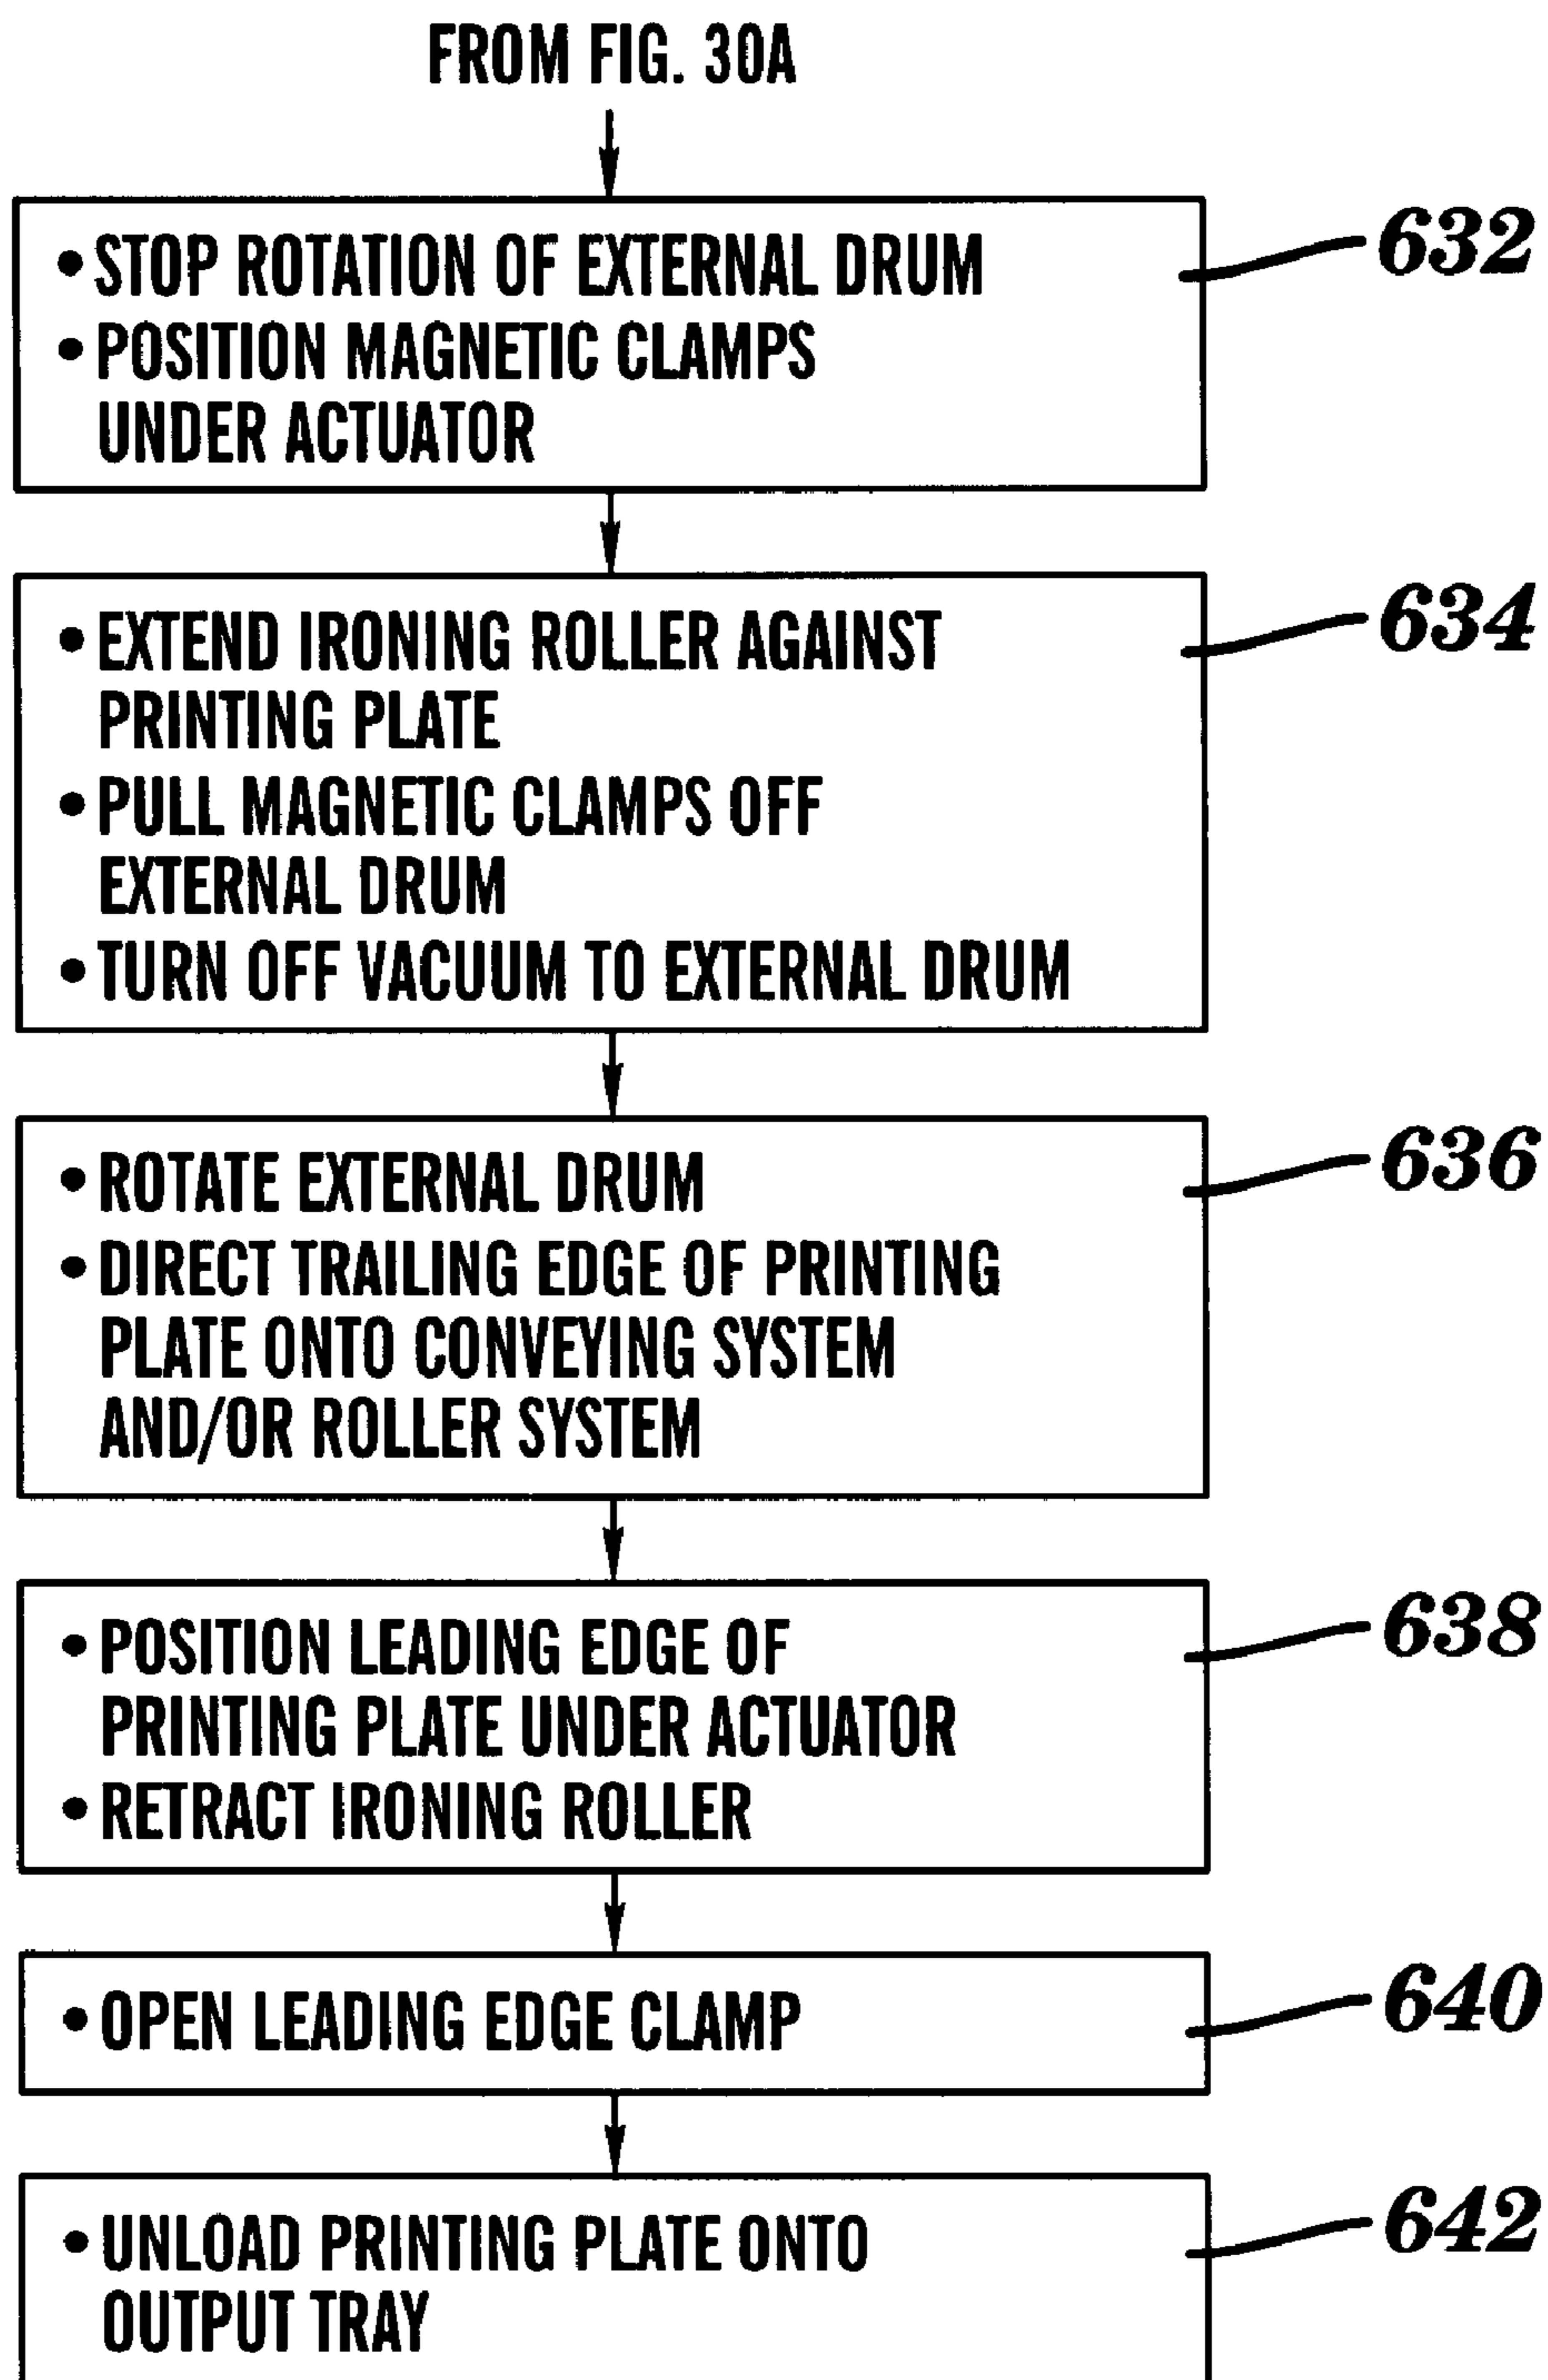 FROM FIG. 30A
• STOP ROTATION OF EXTERNAL DRUM
632
• POSITION MAGNETIC CLAMPS
UNDER ACTUATOR
• EXTEND IRONING ROLLER AGAINST
634
PRINTING PLATE
• PULL MAGNETIC CLAMPS OFF
EXTERNAL DRUM
• TURN OFF VACUUM TO EXTERNAL DRUM
• ROTATE EXTERNAL DRUM
636
• DIRECT TRAILING EDGE OF PRINTING
PLATE ONTO CONVEYING SYSTEM
AND/OR ROLLER SYSTEM
• POSITION LEADING EDGE OF
638
PRINTING PLATE UNDER ACTUATOR
• RETRACT IRONING ROLLER
• OPEN LEADING EDGE CLAMP
640
• UNLOAD PRINTING PLATE ONTO
642
OUTPUT TRAY